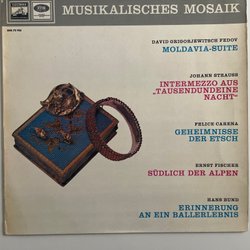 MUSIKALISCHES MOSAIK
DAVID GRIGORJEWITSCH FEDOV
MOLDAVIA-SUITE
JOHANN STRAUSS
INTERMEZZO AUS
„TAUSENDUNDEINE
NACHT“
FELICE CARENA
GEHEIMNISSE
DER ETSCH
ERNST FISCHER
SÜDLICH DER ALPEN
HANS BUND
ERINNERUNG
AN EIN BALLERLEBNIS